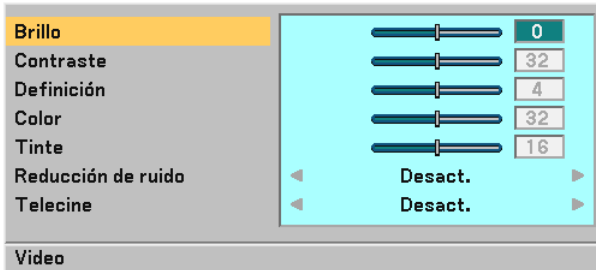 Brillo 0
Contraste 32
Definición 4
Color 32
Tinte 16
Reducción de ruido Desact.
Telecine Desact.
Video